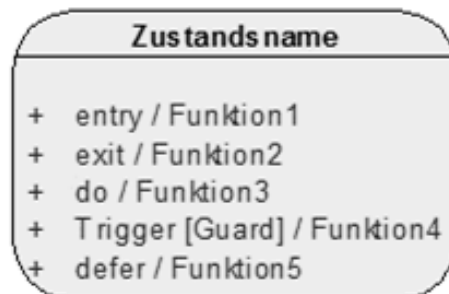 Zustandsname
+ entry / Funktion1
+ exit / Funktion2
+ do / Funktion3
+ Trigger [Guard] / Funktion4
+ defer / Funktion5